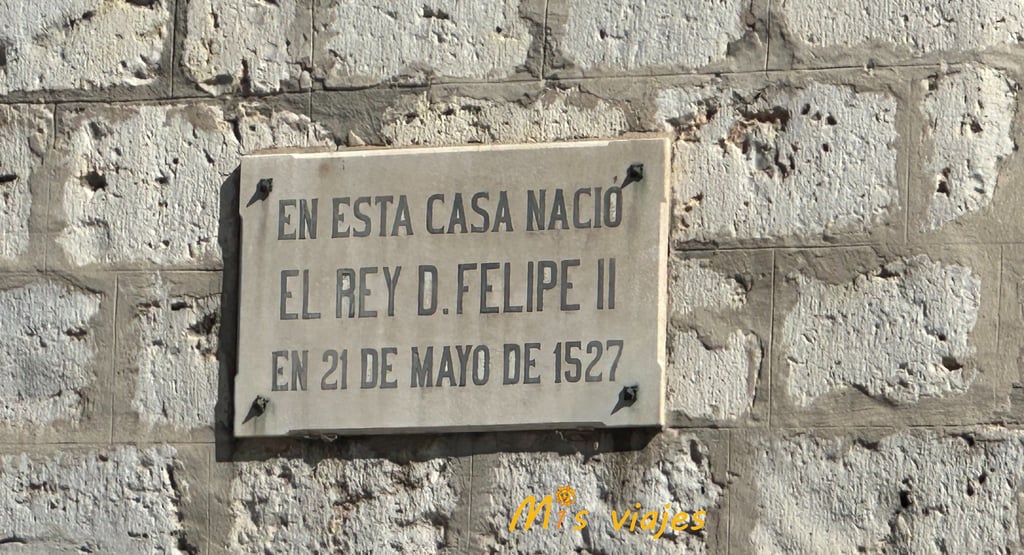 EN ESTA CASA NACIÓ
EL REY D. FELIPE II
EN 21 DE MAYO DE 1527
Mis viajes